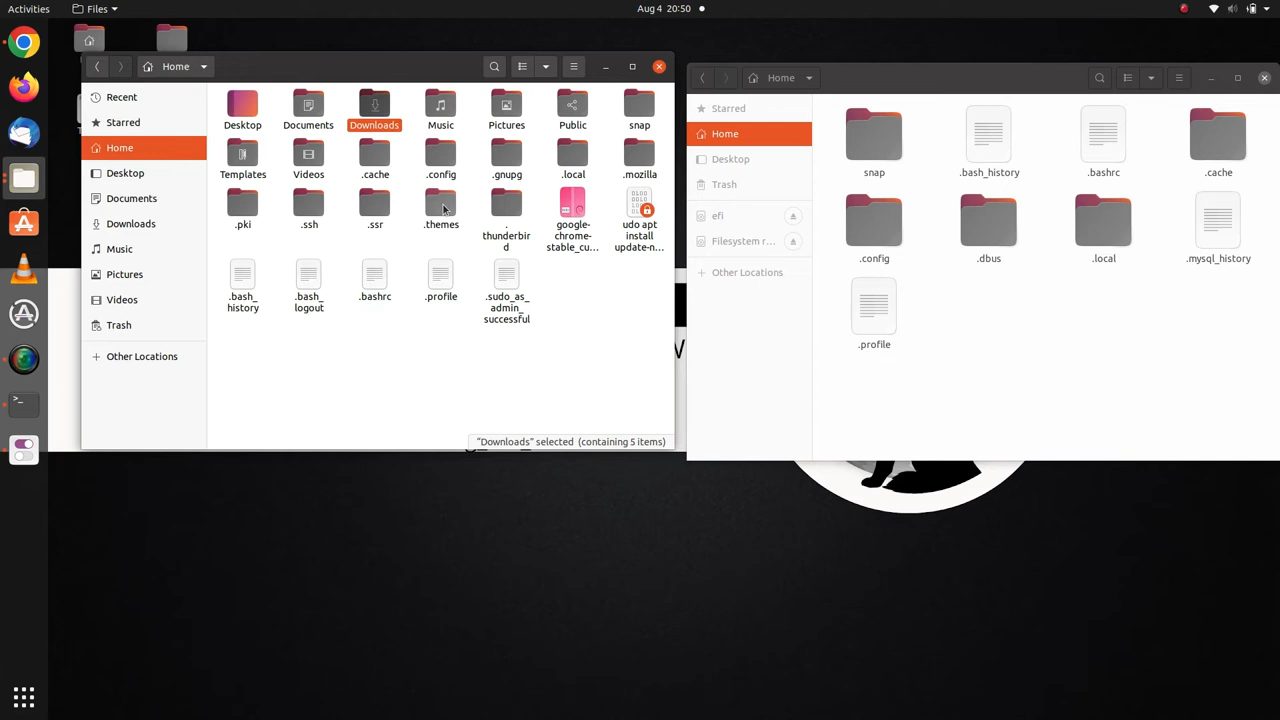 Activities
Files
Aug 4 20:50
Home
Recent
Starred
Home
Desktop
Documents
Downloads
Music
Pictures
Videos
Trash
Other Locations
Desktop
Documents
Downloads
Music
Pictures
Public
snap
Templates
Videos
.cache
.config
.gnupg
.local
.mozilla
.pki
.ssh
.ssr
.themes
.
thunderbir
d
google-
chrome-
stable_cu...
udo apt
install
update-n...
.bash_
history
.bash_
logout
.bashrc
.profile
.sudo_as_
admin_
successful
"Downloads" selected (containing 5 items)
Home
Starred
Home
Desktop
Trash
efi
Filesystem r...
Other Locations
snap
.bash_history
.bashrc
.cache
.config
.dbus
.local
.mysql_history
.profile